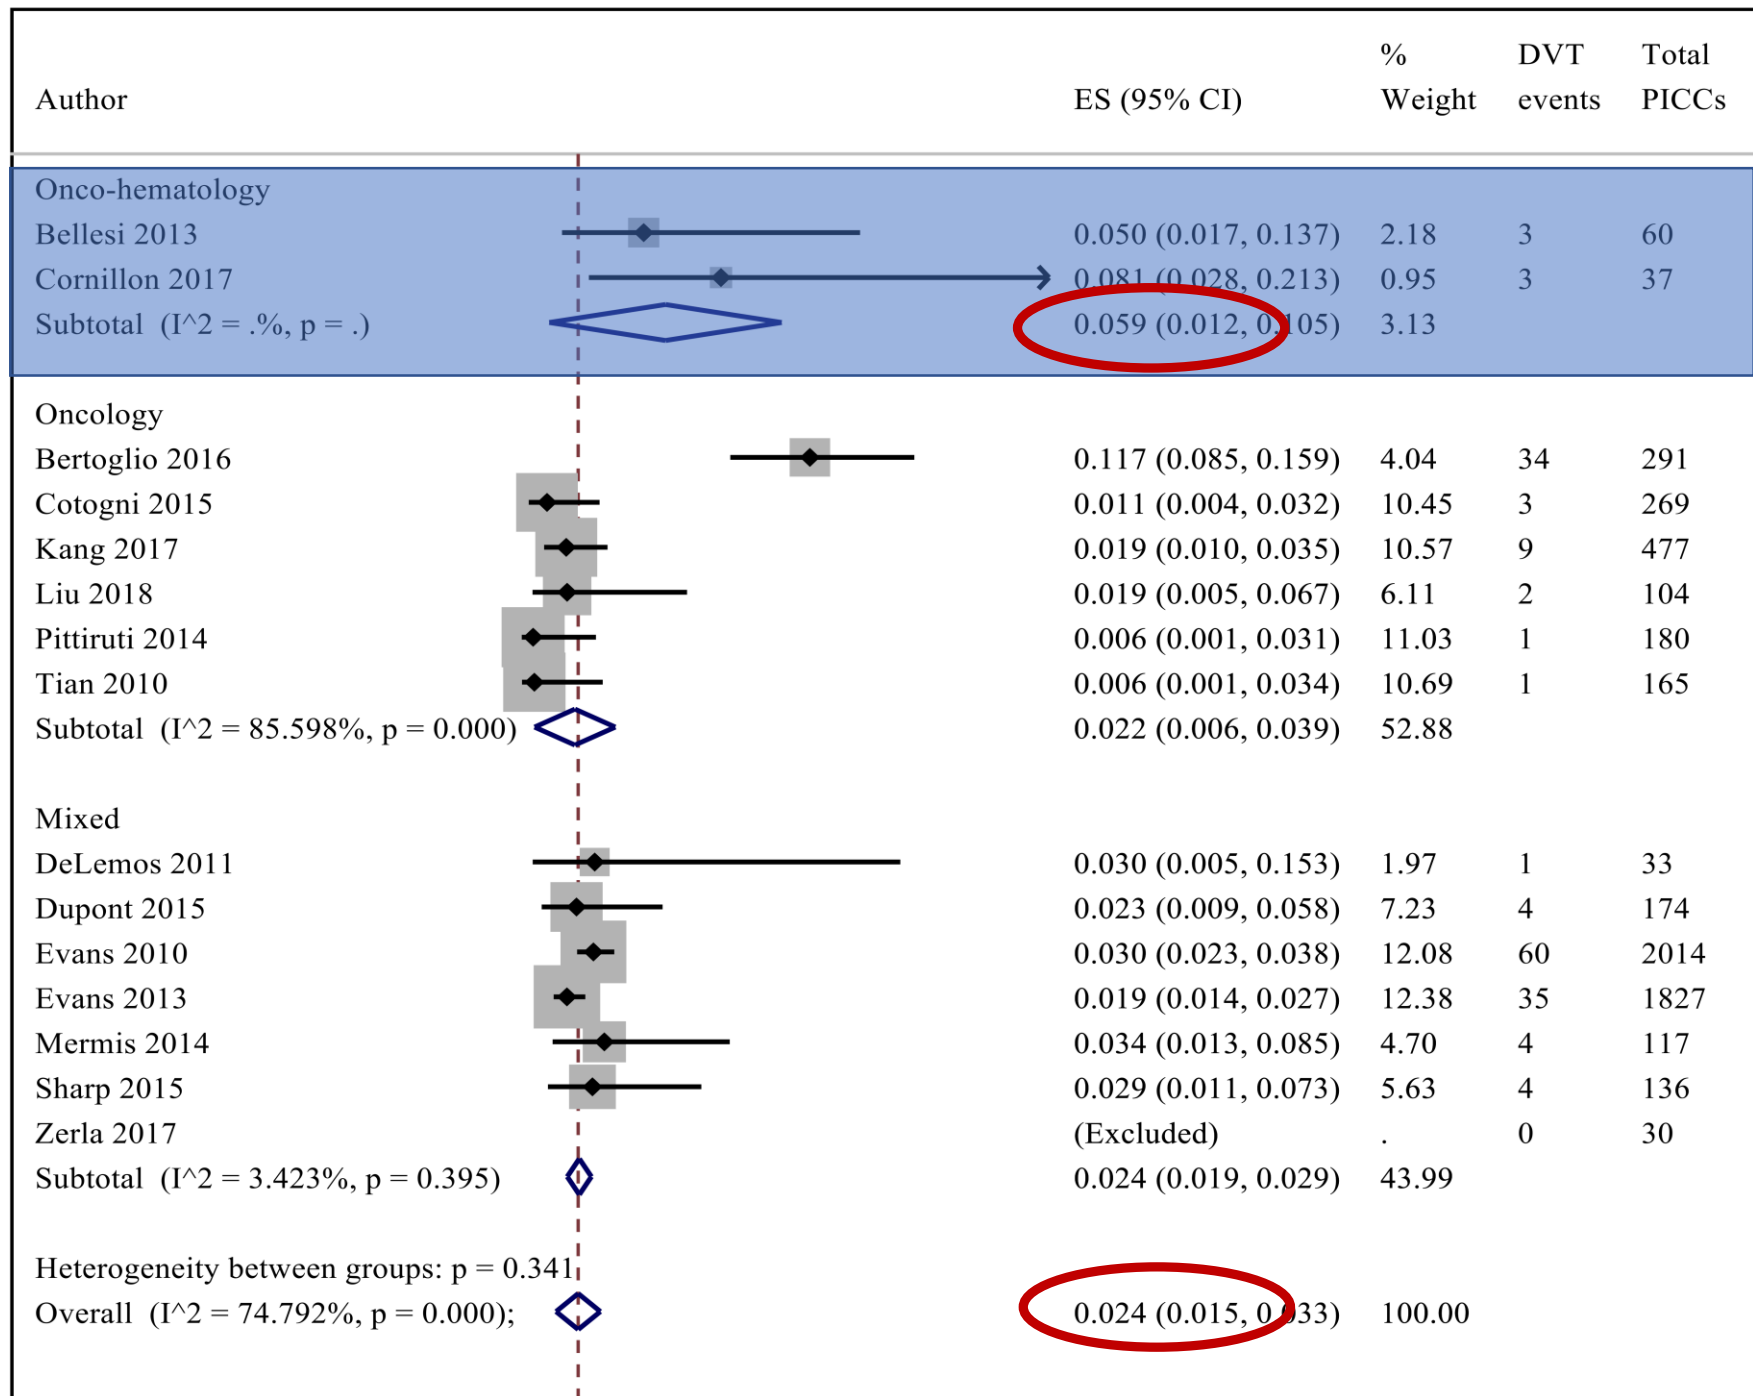 % DVT Total
Author ES (95% CI) Weight events PICCs
Onco-hematology
Bellesi 2013 0.050 (0.017, 0.137) 2.18 3 60
Cornillon 2017 0.081 (0.028, 0.213) 0.95 3 37
Subtotal (I^2 = .%, p = .) 0.059 (0.012, 0.105) 3.13
Oncology
Bertoglio 2016 0.117 (0.085, 0.159) 4.04 34 291
Cotogni 2015 0.011 (0.004, 0.032) 10.45 3 269
Kang 2017 0.019 (0.010, 0.035) 10.57 9 477
Liu 2018 0.019 (0.005, 0.067) 6.11 2 104
Pittiruti 2014 0.006 (0.001, 0.031) 11.03 1 180
Tian 2010 0.006 (0.001, 0.034) 10.69 1 165
Subtotal (I^2 = 85.598%, p = 0.000) 0.022 (0.006, 0.039) 52.88
Mixed
DeLemos 2011 0.030 (0.005, 0.153) 1.97 1 33
Dupont 2015 0.023 (0.009, 0.058) 7.23 4 174
Evans 2010 0.030 (0.023, 0.038) 12.08 60 2014
Evans 2013 0.019 (0.014, 0.027) 12.38 35 1827
Mermis 2014 0.034 (0.013, 0.085) 4.70 4 117
Sharp 2015 0.029 (0.011, 0.073) 5.63 4 136
Zerla 2017 (Excluded) . 0 30
Subtotal (I^2 = 3.423%, p = 0.395) 0.024 (0.019, 0.029) 43.99
Heterogeneity between groups: p = 0.341
Overall (I^2 = 74.792%, p = 0.000); 0.024 (0.015, 0.033) 100.00